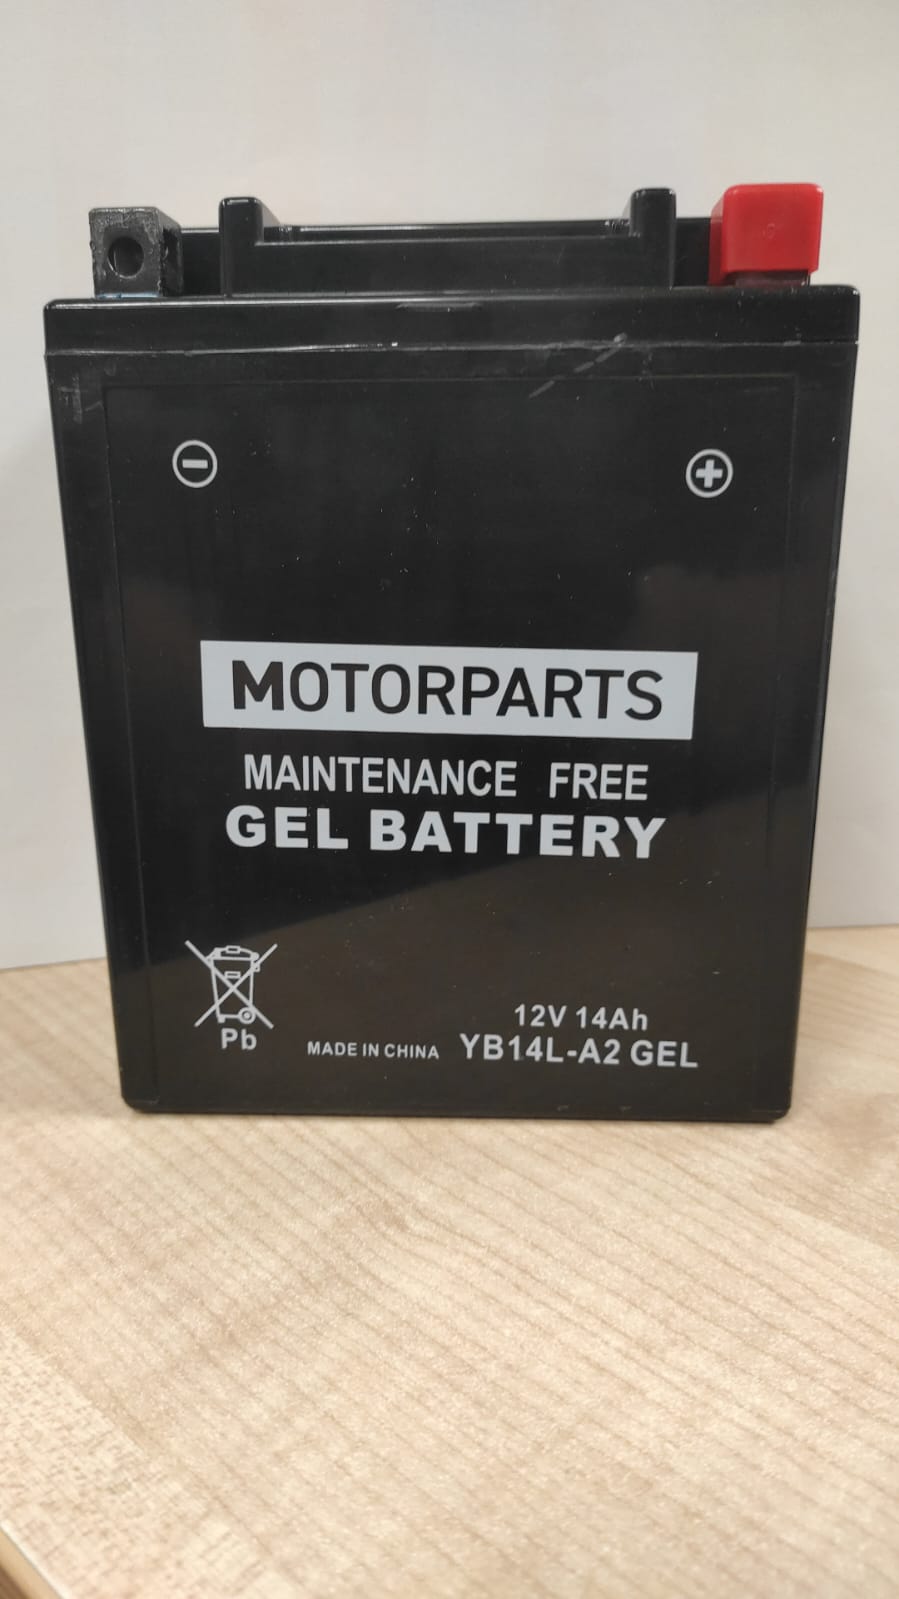 MOTORPARTS
MAINTENANCE FREE
GEL BATTERY
Pb
12V 14Ah
MADE IN CHINA YB14L-A2 GEL